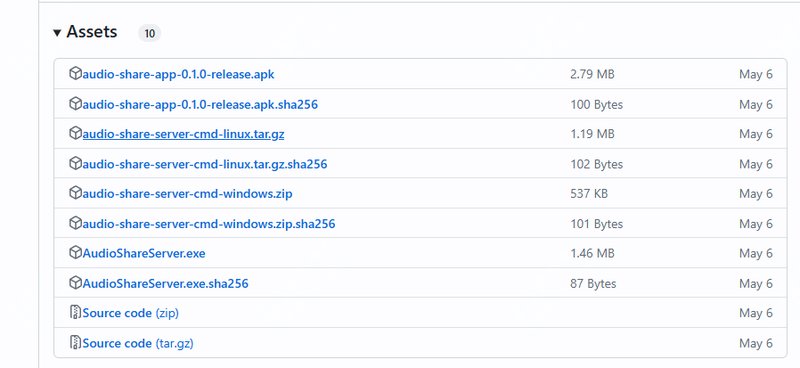 Assets 10
audio-share-app-0.1.0-release.apk 2.79 MB May 6
audio-share-app-0.1.0-release.apk.sha256 100 Bytes May 6
audio-share-server-cmd-linux.tar.gz 1.19 MB May 6
audio-share-server-cmd-linux.tar.gz.sha256 102 Bytes May 6
audio-share-server-cmd-windows.zip 537 KB May 6
audio-share-server-cmd-windows.zip.sha256 101 Bytes May 6
AudioShareServer.exe 1.46 MB May 6
AudioShareServer.exe.sha256 87 Bytes May 6
Source code (zip) May 6
Source code (tar.gz) May 6